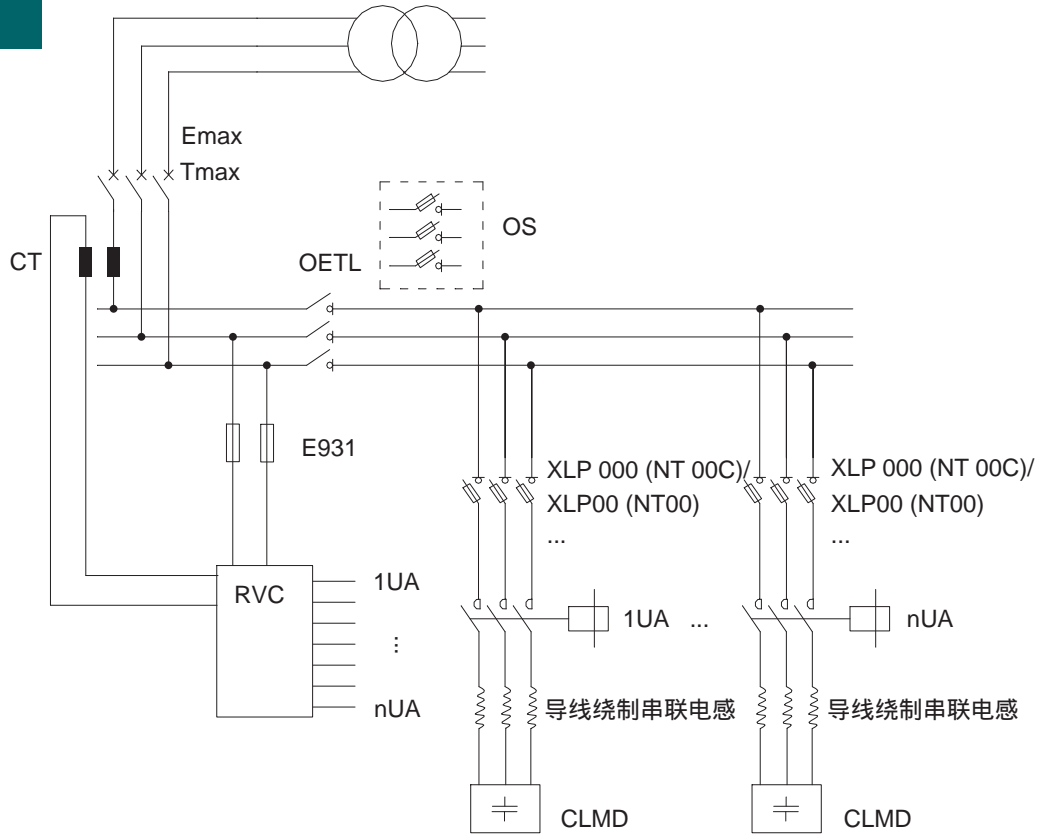 Emax
Tmax
OS
CT
OETL
E931
XLP 000 (NT 00C)/
XLP00 (NT00)
...
XLP 000 (NT 00C)/
XLP00 (NT00)
...
RVC
1UA
⋮
nUA
1UA ...
nUA
导线绕制串联电感
导线绕制串联电感
CLMD
CLMD